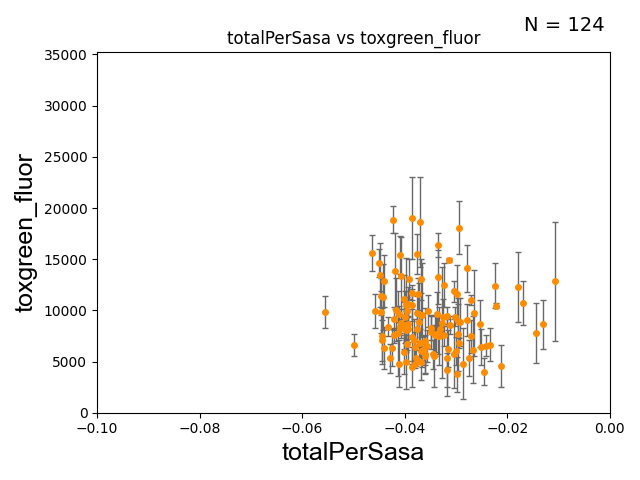 N = 124
totalPerSasa vs toxgreen_fluor
35000
30000
25000
20000
15000
10000
5000
0
toxgreen_fluor
−0.10 −0.08 −0.06 −0.04 −0.02 0.00
totalPerSasa